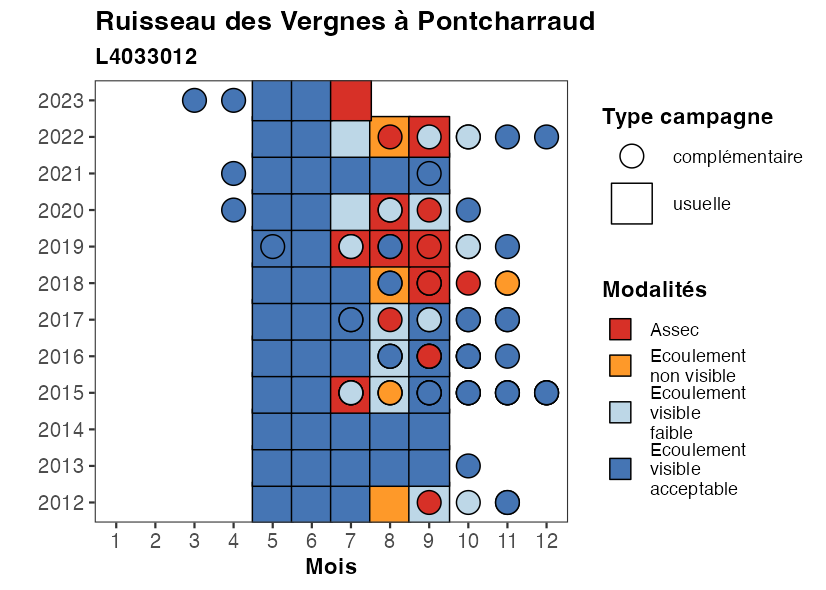 Ruisseau des Vergnes à Pontcharraud
L4033012
2023
2022
2021
2020
2019
2018
2017
2016
2015
2014
2013
2012
1 2 3 4 5 6 7 8 9 10 11 12
Mois
Type campagne
complémentaire
usuelle
Modalités
Assec
Ecoulement
non visible
Ecoulement
visible
faible
Ecoulement
visible
acceptable